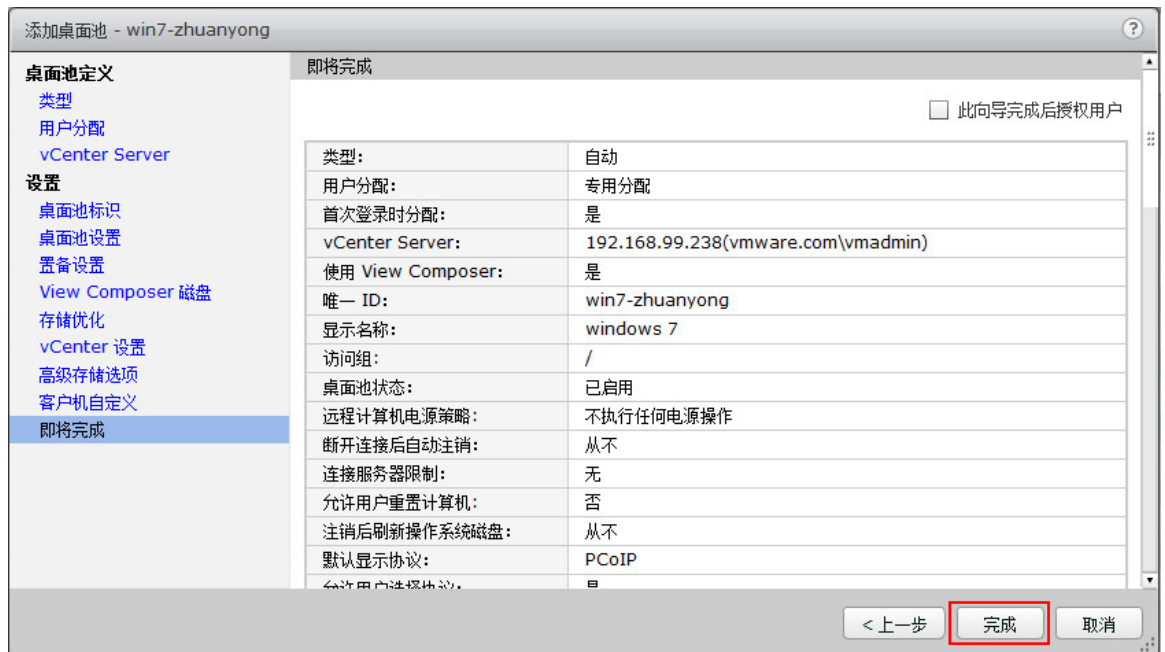 添加桌面池 - win7-zhuanyong
?
桌面池定义
类型
用户分配
vCenter Server
设置
桌面池标识
桌面池设置
置备设置
View Composer 磁盘
存储优化
vCenter 设置
高级存储选项
客户机自定义
即将完成
即将完成
此向导完成后授权用户
类型: 自动
用户分配: 专用分配
首次登录时分配: 是
vCenter Server: 192.168.99.238(vmware.com\vmadmin)
使用 View Composer: 是
唯一 ID: win7-zhuanyong
显示名称: windows 7
访问组: /
桌面池状态: 已启用
远程计算机电源策略: 不执行任何电源操作
断开连接后自动注销: 从不
连接服务器限制: 无
允许用户重置计算机: 否
注销后刷新操作系统磁盘: 从不
默认显示协议: PCoIP
允许用户选择协议: 是
<上一步 完成 取消